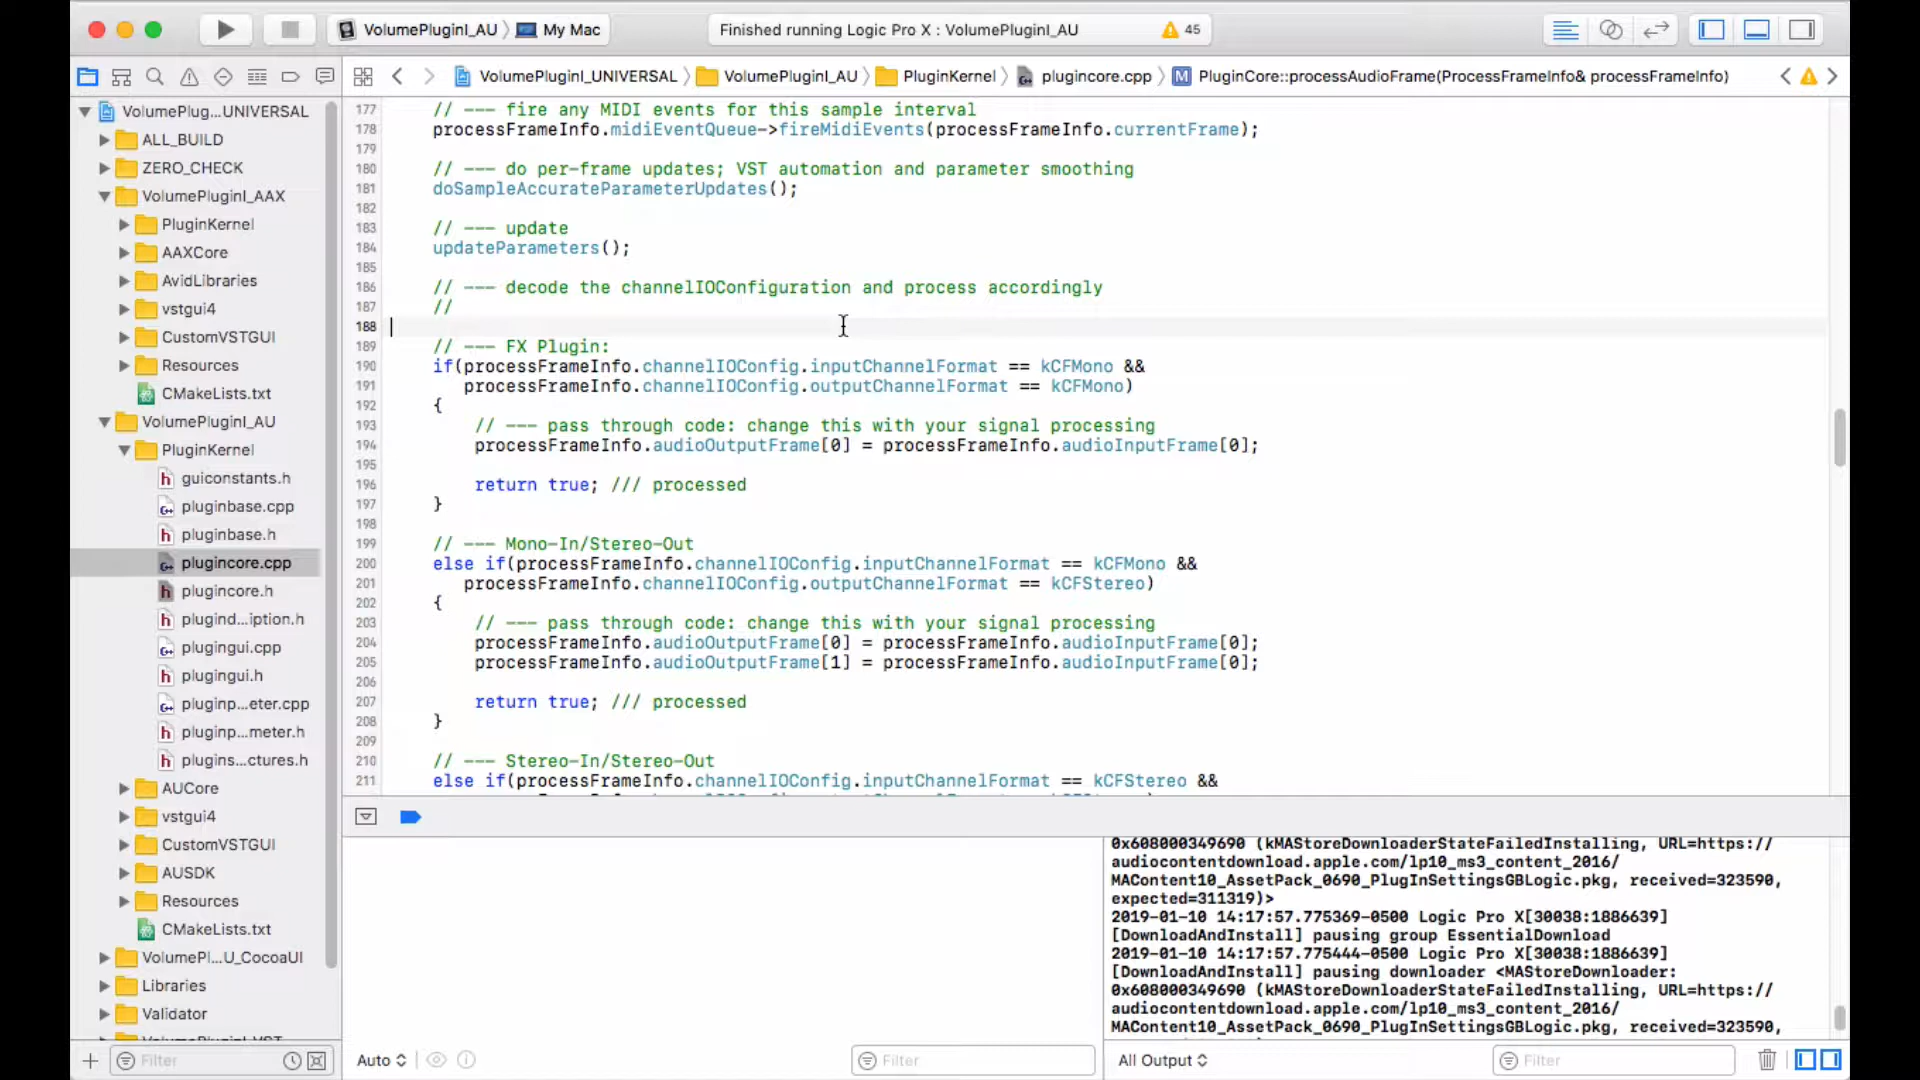 VolumePluginI_AU
My Mac
Finished running Logic Pro X : VolumePluginI_AU
45
VolumePluginI_UNIVERSAL
VolumePluginI_AU
PluginKernel
plugincore.cpp
M
PluginCore::processAudioFrame(ProcessFrameInfo& processFrameInfo)
VolumePlug...UNIVERSAL
ALL_BUILD
ZERO_CHECK
VolumePluginI_AAX
PluginKernel
AAXCore
AvidLibraries
vstgui4
CustomVSTGUI
Resources
CMakeLists.txt
VolumePluginI_AU
PluginKernel
guiconstants.h
pluginbase.cpp
pluginbase.h
plugincore.cpp
plugincore.h
plugind...iption.h
plugingui.cpp
plugingui.h
pluginp...eter.cpp
pluginp...meter.h
plugins...ctures.h
AUCore
vstgui4
CustomVSTGUI
AUSDK
Resources
CMakeLists.txt
VolumePl...U_CocoaUI
Libraries
Validator
Filter
177 // --- fire any MIDI events for this sample interval
178 processFrameInfo.midiEventQueue->fireMidiEvents(processFrameInfo.currentFrame);
179
180 // --- do per-frame updates; VST automation and parameter smoothing
181 doSampleAccurateParameterUpdates();
182
183 // --- update
184 updateParameters();
185
186 // --- decode the channelIOConfiguration and process accordingly
187 //
188
189 // --- FX Plugin:
190 if(processFrameInfo.channelIOConfig.inputChannelFormat == kCFMono &&
191 processFrameInfo.channelIOConfig.outputChannelFormat == kCFMono)
192 {
193 // --- pass through code: change this with your signal processing
194 processFrameInfo.audioOutputFrame[0] = processFrameInfo.audioInputFrame[0];
195
196 return true; /// processed
197 }
198
199 // --- Mono-In/Stereo-Out
200 else if(processFrameInfo.channelIOConfig.inputChannelFormat == kCFMono &&
201 processFrameInfo.channelIOConfig.outputChannelFormat == kCFStereo)
202 {
203 // --- pass through code: change this with your signal processing
204 processFrameInfo.audioOutputFrame[0] = processFrameInfo.audioInputFrame[0];
205 processFrameInfo.audioOutputFrame[1] = processFrameInfo.audioInputFrame[0];
206
207 return true; /// processed
208 }
209
210 // --- Stereo-In/Stereo-Out
211 else if(processFrameInfo.channelIOConfig.inputChannelFormat == kCFStereo &&
0x608000349690 (kMAStoreDownloaderStateFailedInstalling, URL=https://
audiocontentdownload.apple.com/lp10_ms3_content_2016/
MAContent10_AssetPack_0690_PlugInSettingsGBLogic.pkg, received=323590,
expected=311319)>
2019-01-10 14:17:57.775369-0500 Logic Pro X[30038:1886639]
[DownloadAndInstall] pausing group EssentialDownload
2019-01-10 14:17:57.775444-0500 Logic Pro X[30038:1886639]
[DownloadAndInstall] pausing downloader <MAStoreDownloader:
0x608000349690 (kMAStoreDownloaderStateFailedInstalling, URL=https://
audiocontentdownload.apple.com/lp10_ms3_content_2016/
MAContent10_AssetPack_0690_PlugInSettingsGBLogic.pkg, received=323590,
Auto
Filter
All Output
Filter